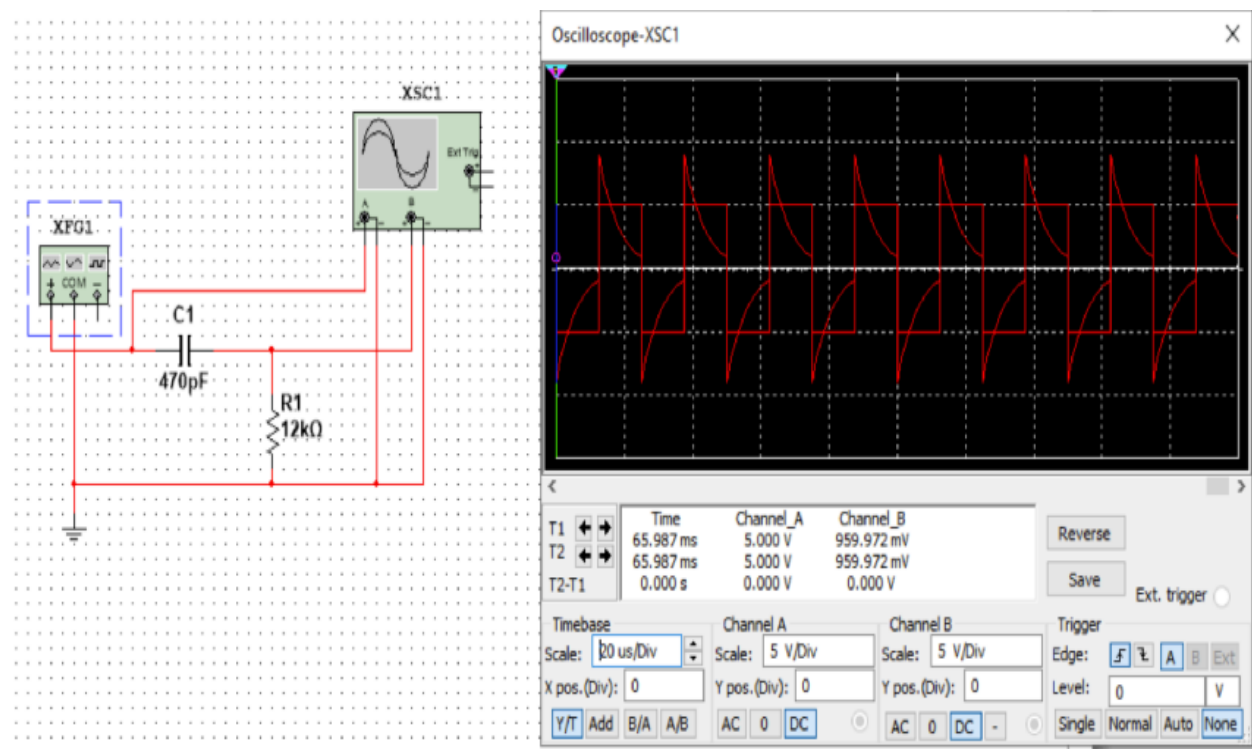 Oscilloscope-XSC1
XSC1
Ext Trig
A B
XFG1
COM
C1
470pF
R1
12kΩ
Time Channel_A Channel_B
T1 65.987 ms 5.000 V 959.972 mV
T2 65.987 ms 5.000 V 959.972 mV
T2-T1 0.000 s 0.000 V 0.000 V
Reverse
Save
Ext. trigger
Timebase
Scale: 20 us/Div
X pos.(Div): 0
Y/T Add B/A A/B
Channel A
Scale: 5 V/Div
Y pos.(Div): 0
AC 0 DC
Channel B
Scale: 5 V/Div
Y pos.(Div): 0
AC 0 DC -
Trigger
Edge: A B Ext
Level: 0 V
Single Normal Auto None